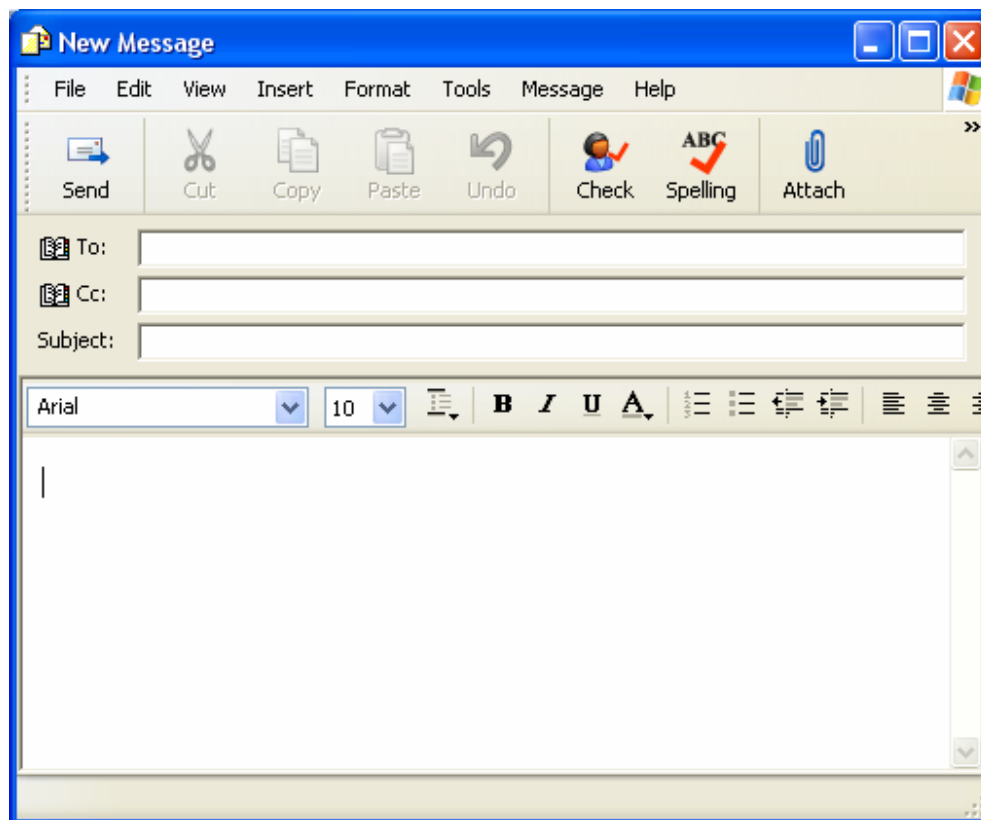 New Message
File Edit View Insert Format Tools Message Help
ABC
Send Cut Copy Paste Undo Check Spelling Attach
To:
Cc:
Subject:
Arial 10 B I U A